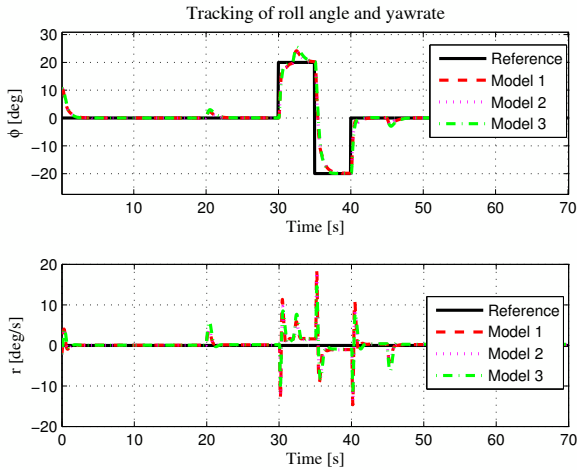 Tracking of roll angle and yawrate
30
20
10
0
−10
−20
ϕ [deg]
Reference
Model 1
Model 2
Model 3
10 20 30 40 50 60 70
Time [s]
20
10
0
−10
−20
r [deg/s]
Reference
Model 1
Model 2
Model 3
0 10 20 30 40 50 60 70
Time [s]